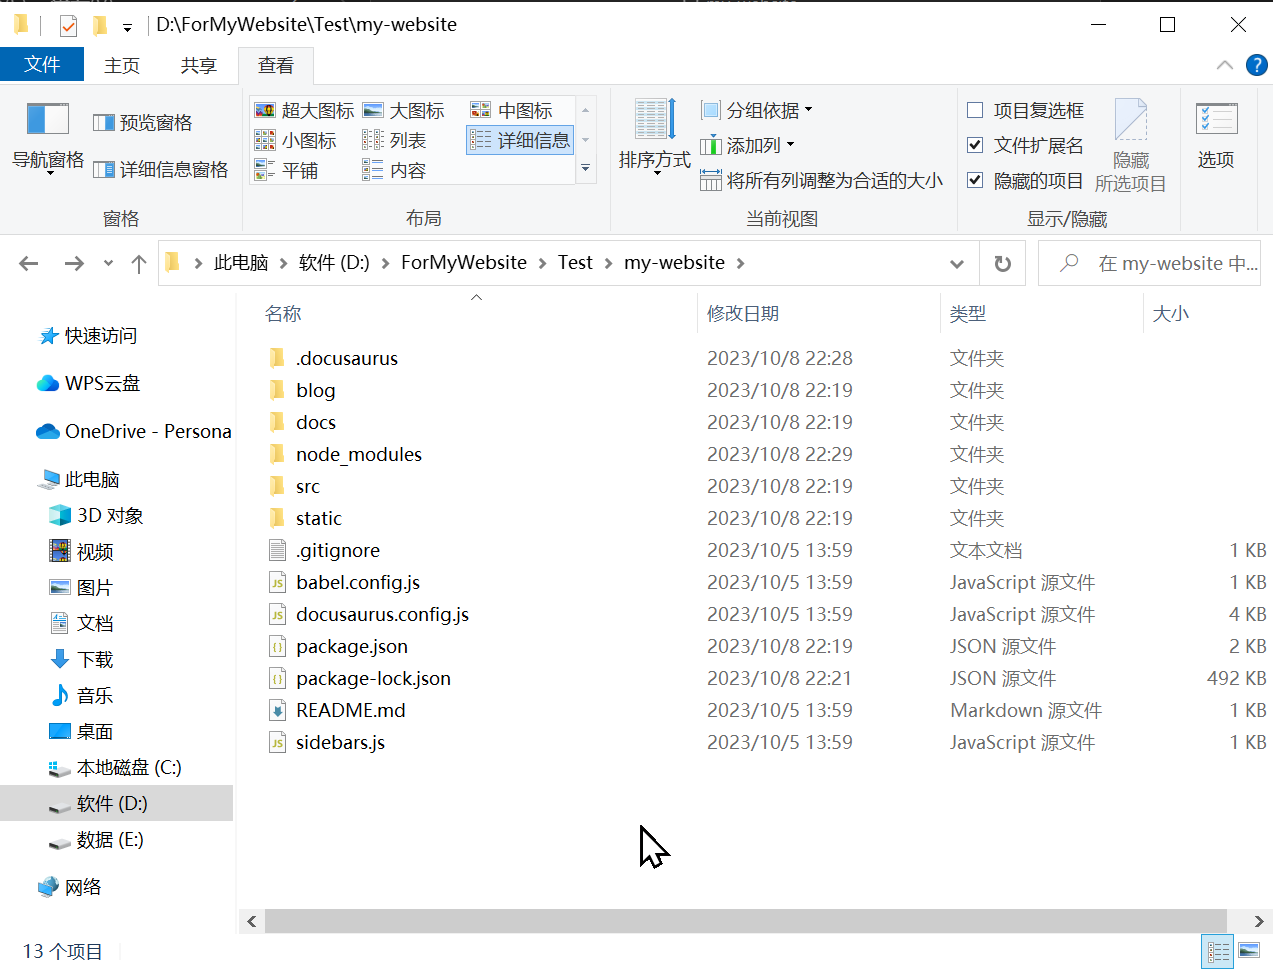 D:\ForMyWebsite\Test\my-website
文件 主页 共享 查看
导航窗格
预览窗格
详细信息窗格
窗格
超大图标 大图标 中图标
小图标 列表 详细信息
平铺 内容
布局
排序方式
分组依据
添加列
将所有列调整为合适的大小
当前视图
项目复选框
文件扩展名
隐藏的项目
隐藏
所选项目
显示/隐藏
选项
此电脑 软件 (D:) ForMyWebsite Test my-website
在 my-website 中...
快速访问
WPS云盘
OneDrive - Persona
此电脑
3D 对象
视频
图片
文档
下载
音乐
桌面
本地磁盘 (C:)
软件 (D:)
数据 (E:)
网络
名称 修改日期 类型 大小
.docusaurus 2023/10/8 22:28 文件夹
blog 2023/10/8 22:19 文件夹
docs 2023/10/8 22:19 文件夹
node_modules 2023/10/8 22:29 文件夹
src 2023/10/8 22:19 文件夹
static 2023/10/8 22:19 文件夹
.gitignore 2023/10/5 13:59 文本文档 1 KB
babel.config.js 2023/10/5 13:59 JavaScript 源文件 1 KB
docusaurus.config.js 2023/10/5 13:59 JavaScript 源文件 4 KB
package.json 2023/10/8 22:19 JSON 源文件 2 KB
package-lock.json 2023/10/8 22:21 JSON 源文件 492 KB
README.md 2023/10/5 13:59 Markdown 源文件 1 KB
sidebars.js 2023/10/5 13:59 JavaScript 源文件 1 KB
13 个项目